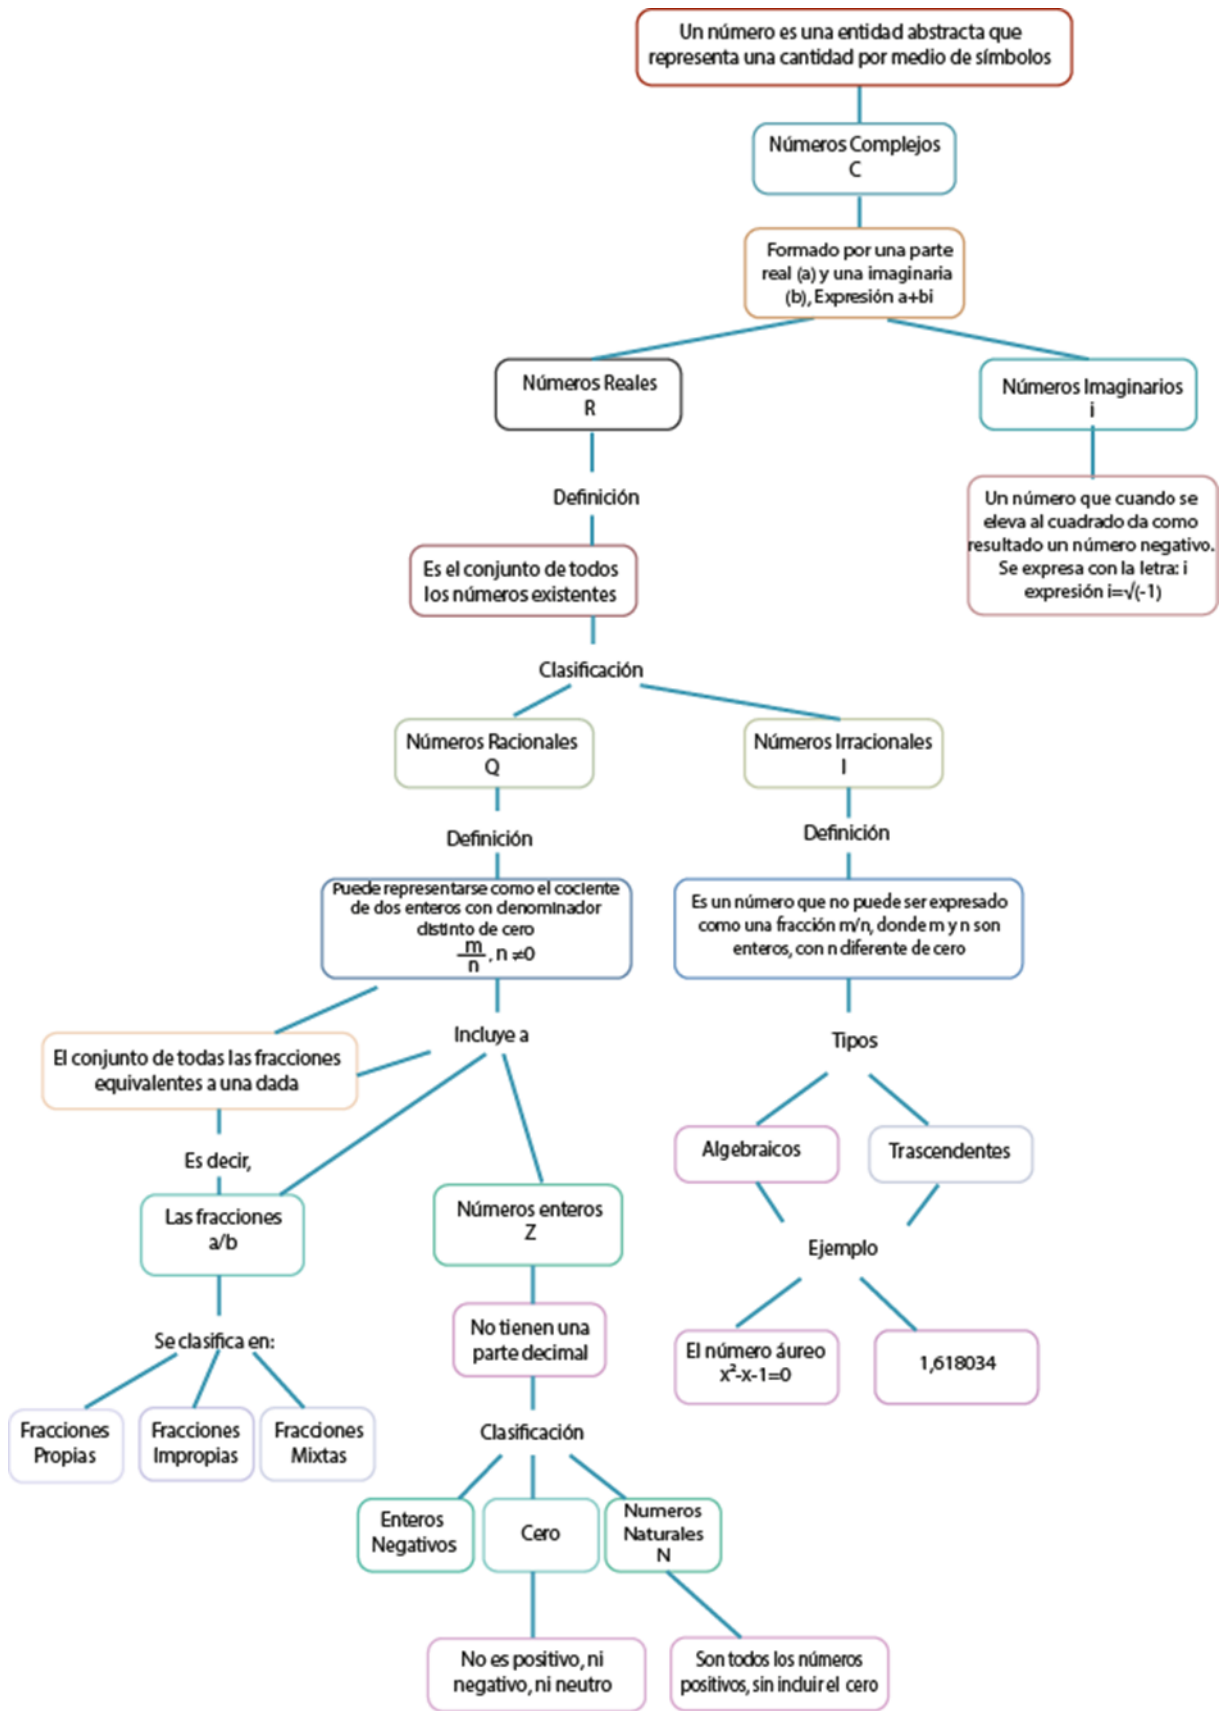 Un número es una entidad abstracta que
representa una cantidad por medio de símbolos
Números Complejos
C
Formado por una parte
real (a) y una imaginaria
(b), Expresión a+bi
Números Reales
R
Números Imaginarios
i
Definición
Un número que cuando se
eleva al cuadrado da como
resultado un número negativo.
Se expresa con la letra: i
expresión i=√(-1)
Es el conjunto de todos
los números existentes
Clasificación
Números Racionales
Q
Números Irracionales
I
Definición
Definición
Puede representarse como el cociente
de dos enteros con denominador
distinto de cero
m/n, n ≠0
Es un número que no puede ser expresado
como una fracción m/n, donde m y n son
enteros, con n diferente de cero
Incluye a
Tipos
El conjunto de todas las fracciones
equivalentes a una dada
Es decir,
Algebraicos
Trascendentes
Las fracciones
a/b
Números enteros
Z
Ejemplo
Se clasifica en:
No tienen una
parte decimal
El número áureo
x²-x-1=0
1,618034
Fracciones
Propias
Fracciones
Impropias
Fracciones
Mixtas
Clasificación
Enteros
Negativos
Cero
Numeros
Naturales
N
No es positivo, ni
negativo, ni neutro
Son todos los números
positivos, sin incluir el cero